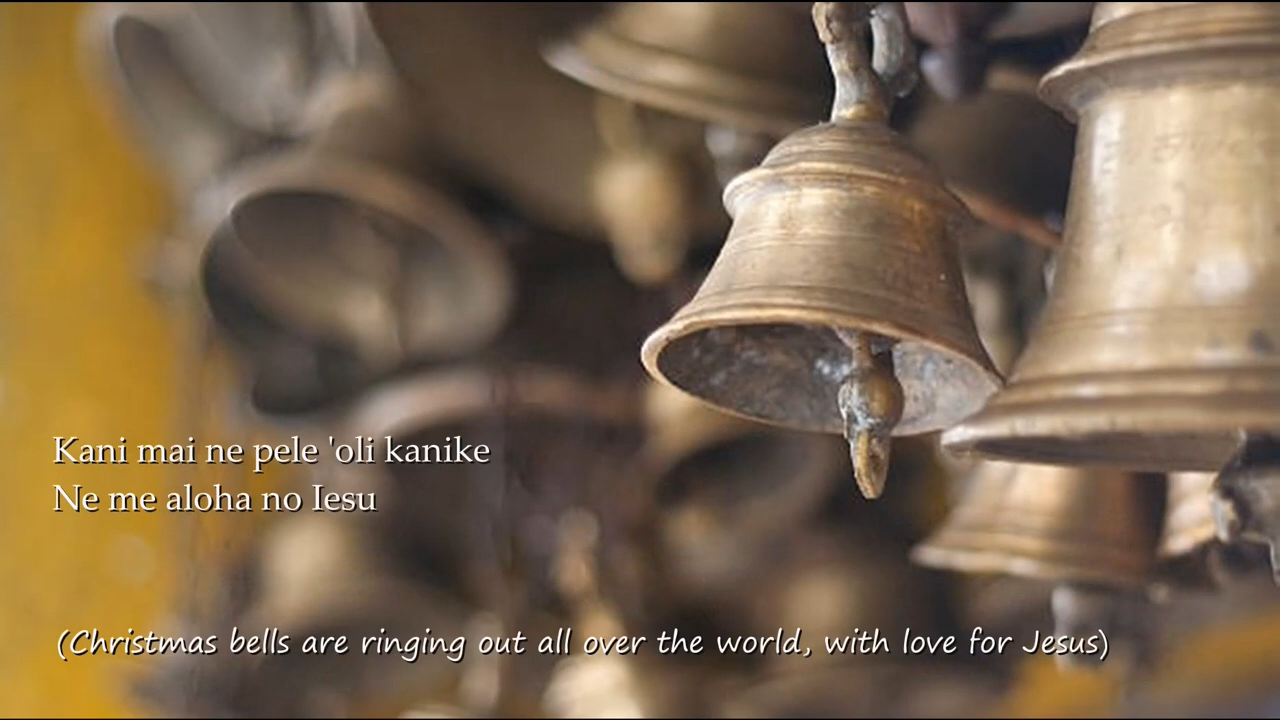 Kani mai ne pele 'oli kanike
Ne me aloha no Iesu
(Christmas bells are ringing out all over the world, with love for Jesus)